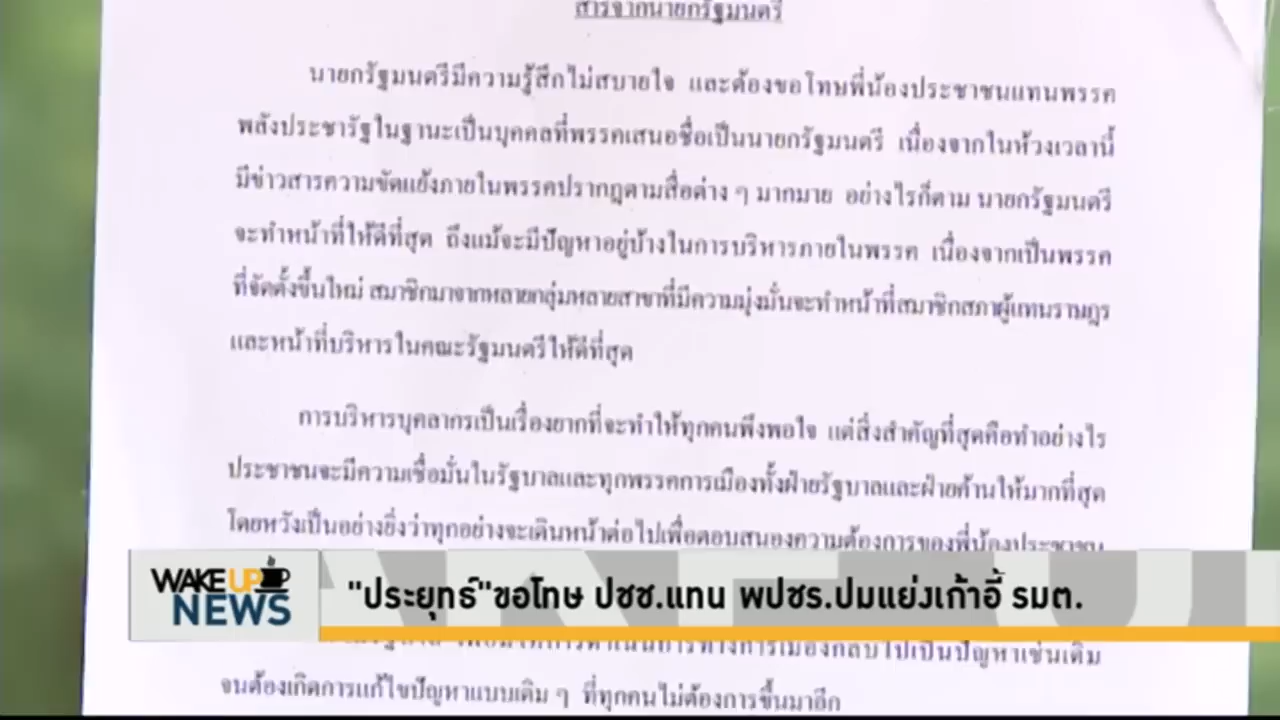 สารจากนายกรัฐมนตรี
นายกรัฐมนตรีมีความรู้สึกไม่สบายใจ และต้องขอโทษพี่น้องประชาชนแทนพรรค
พลังประชารัฐในฐานะเป็นบุคคลที่พรรคเสนอชื่อเป็นนายกรัฐมนตรี เนื่องจากในห้วงเวลานี้
มีข่าวสารความขัดแย้งภายในพรรคปรากฏตามสื่อต่าง ๆ มากมาย อย่างไรก็ตาม นายกรัฐมนตรี
จะทำหน้าที่ให้ดีที่สุด ถึงแม้จะมีปัญหาอยู่บ้างในการบริหารภายในพรรค เนื่องจากเป็นพรรค
ที่จัดตั้งขึ้นใหม่ สมาชิกมาจากหลายกลุ่มหลายสาขาที่มีความมุ่งมั่นจะทำหน้าที่สมาชิกสภาผู้แทนราษฎร
และหน้าที่บริหารในคณะรัฐมนตรีให้ดีที่สุด
การบริหารบุคลากรเป็นเรื่องยากที่จะทำให้ทุกคนพึงพอใจ แต่สิ่งสำคัญที่สุดคือทำอย่างไร
ประชาชนจะมีความเชื่อมั่นในรัฐบาลและทุกพรรคการเมืองทั้งฝ่ายรัฐบาลและฝ่ายค้านให้มากที่สุด
โดยหวังเป็นอย่างยิ่งว่าทุกอย่างจะเดินหน้าต่อไปเพื่อตอบสนองความต้องการของพี่น้องประชาชน
WAKE UP
NEWS
"ประยุทธ์"ขอโทษ ปชช.แทน พปชร.ปมแย่งเก้าอี้ รมต.
การเมืองกลับไปเป็นปัญหาเช่นเดิม
จนต้องเกิดการแก้ไขปัญหาแบบเดิม ๆ ที่ทุกคนไม่ต้องการขึ้นมาอีก